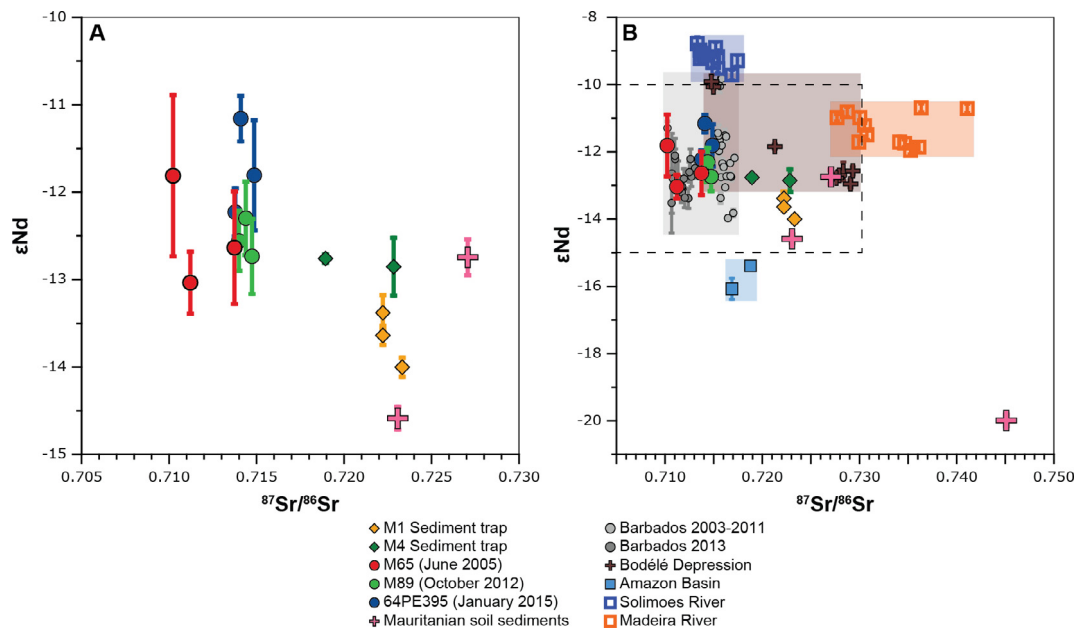 A
-10
-11
-12
-13
-14
-15
εNd
0.705
0.710
0.715
0.720
0.725
0.730
⁸⁷Sr/⁸⁶Sr
B
-8
-10
-12
-14
-16
-18
-20
εNd
0.710
0.720
0.730
0.740
0.750
⁸⁷Sr/⁸⁶Sr
M1 Sediment trap
M4 Sediment trap
M65 (June 2005)
M89 (October 2012)
64PE395 (January 2015)
Mauritanian soil sediments
Barbados 2003-2011
Barbados 2013
Bodélé Depression
Amazon Basin
Solimoes River
Madeira River